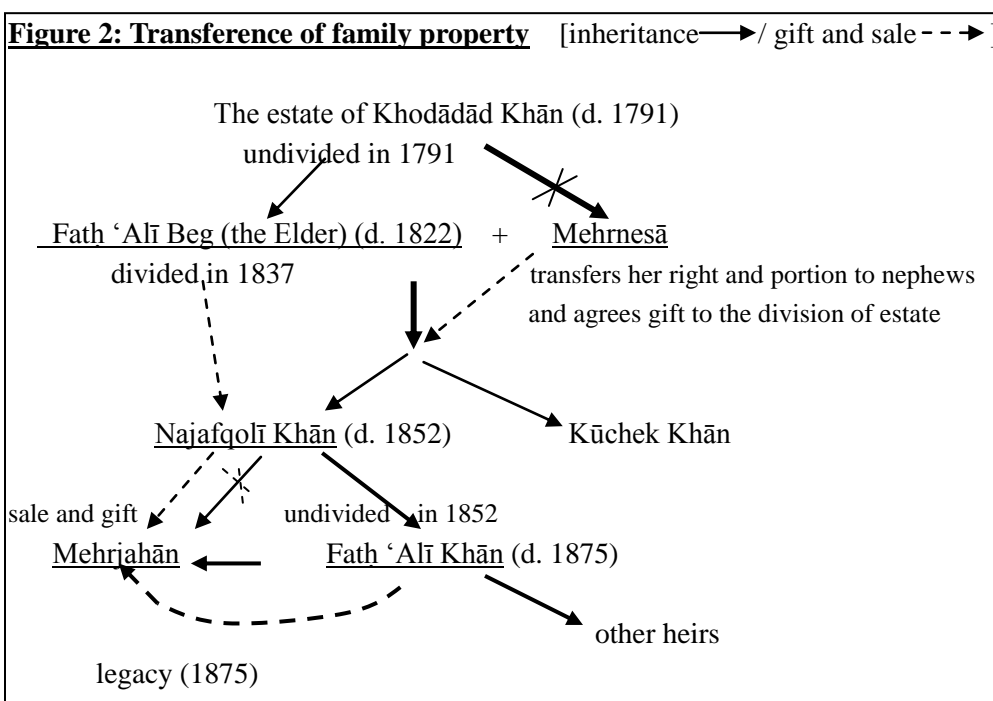 Figure 2: Transference of family property [inheritance / gift and sale ]
The estate of Khodādād Khān (d. 1791)
undivided in 1791
Fatḥ ‘Alī Beg (the Elder) (d. 1822) + Mehrnesā
divided in 1837
transfers her right and portion to nephews
and agrees gift to the division of estate
Najafqolī Khān (d. 1852)
Kūchek Khān
sale and gift
undivided in 1852
Mehrjahān
Fatḥ ‘Alī Khān (d. 1875)
other heirs
legacy (1875)